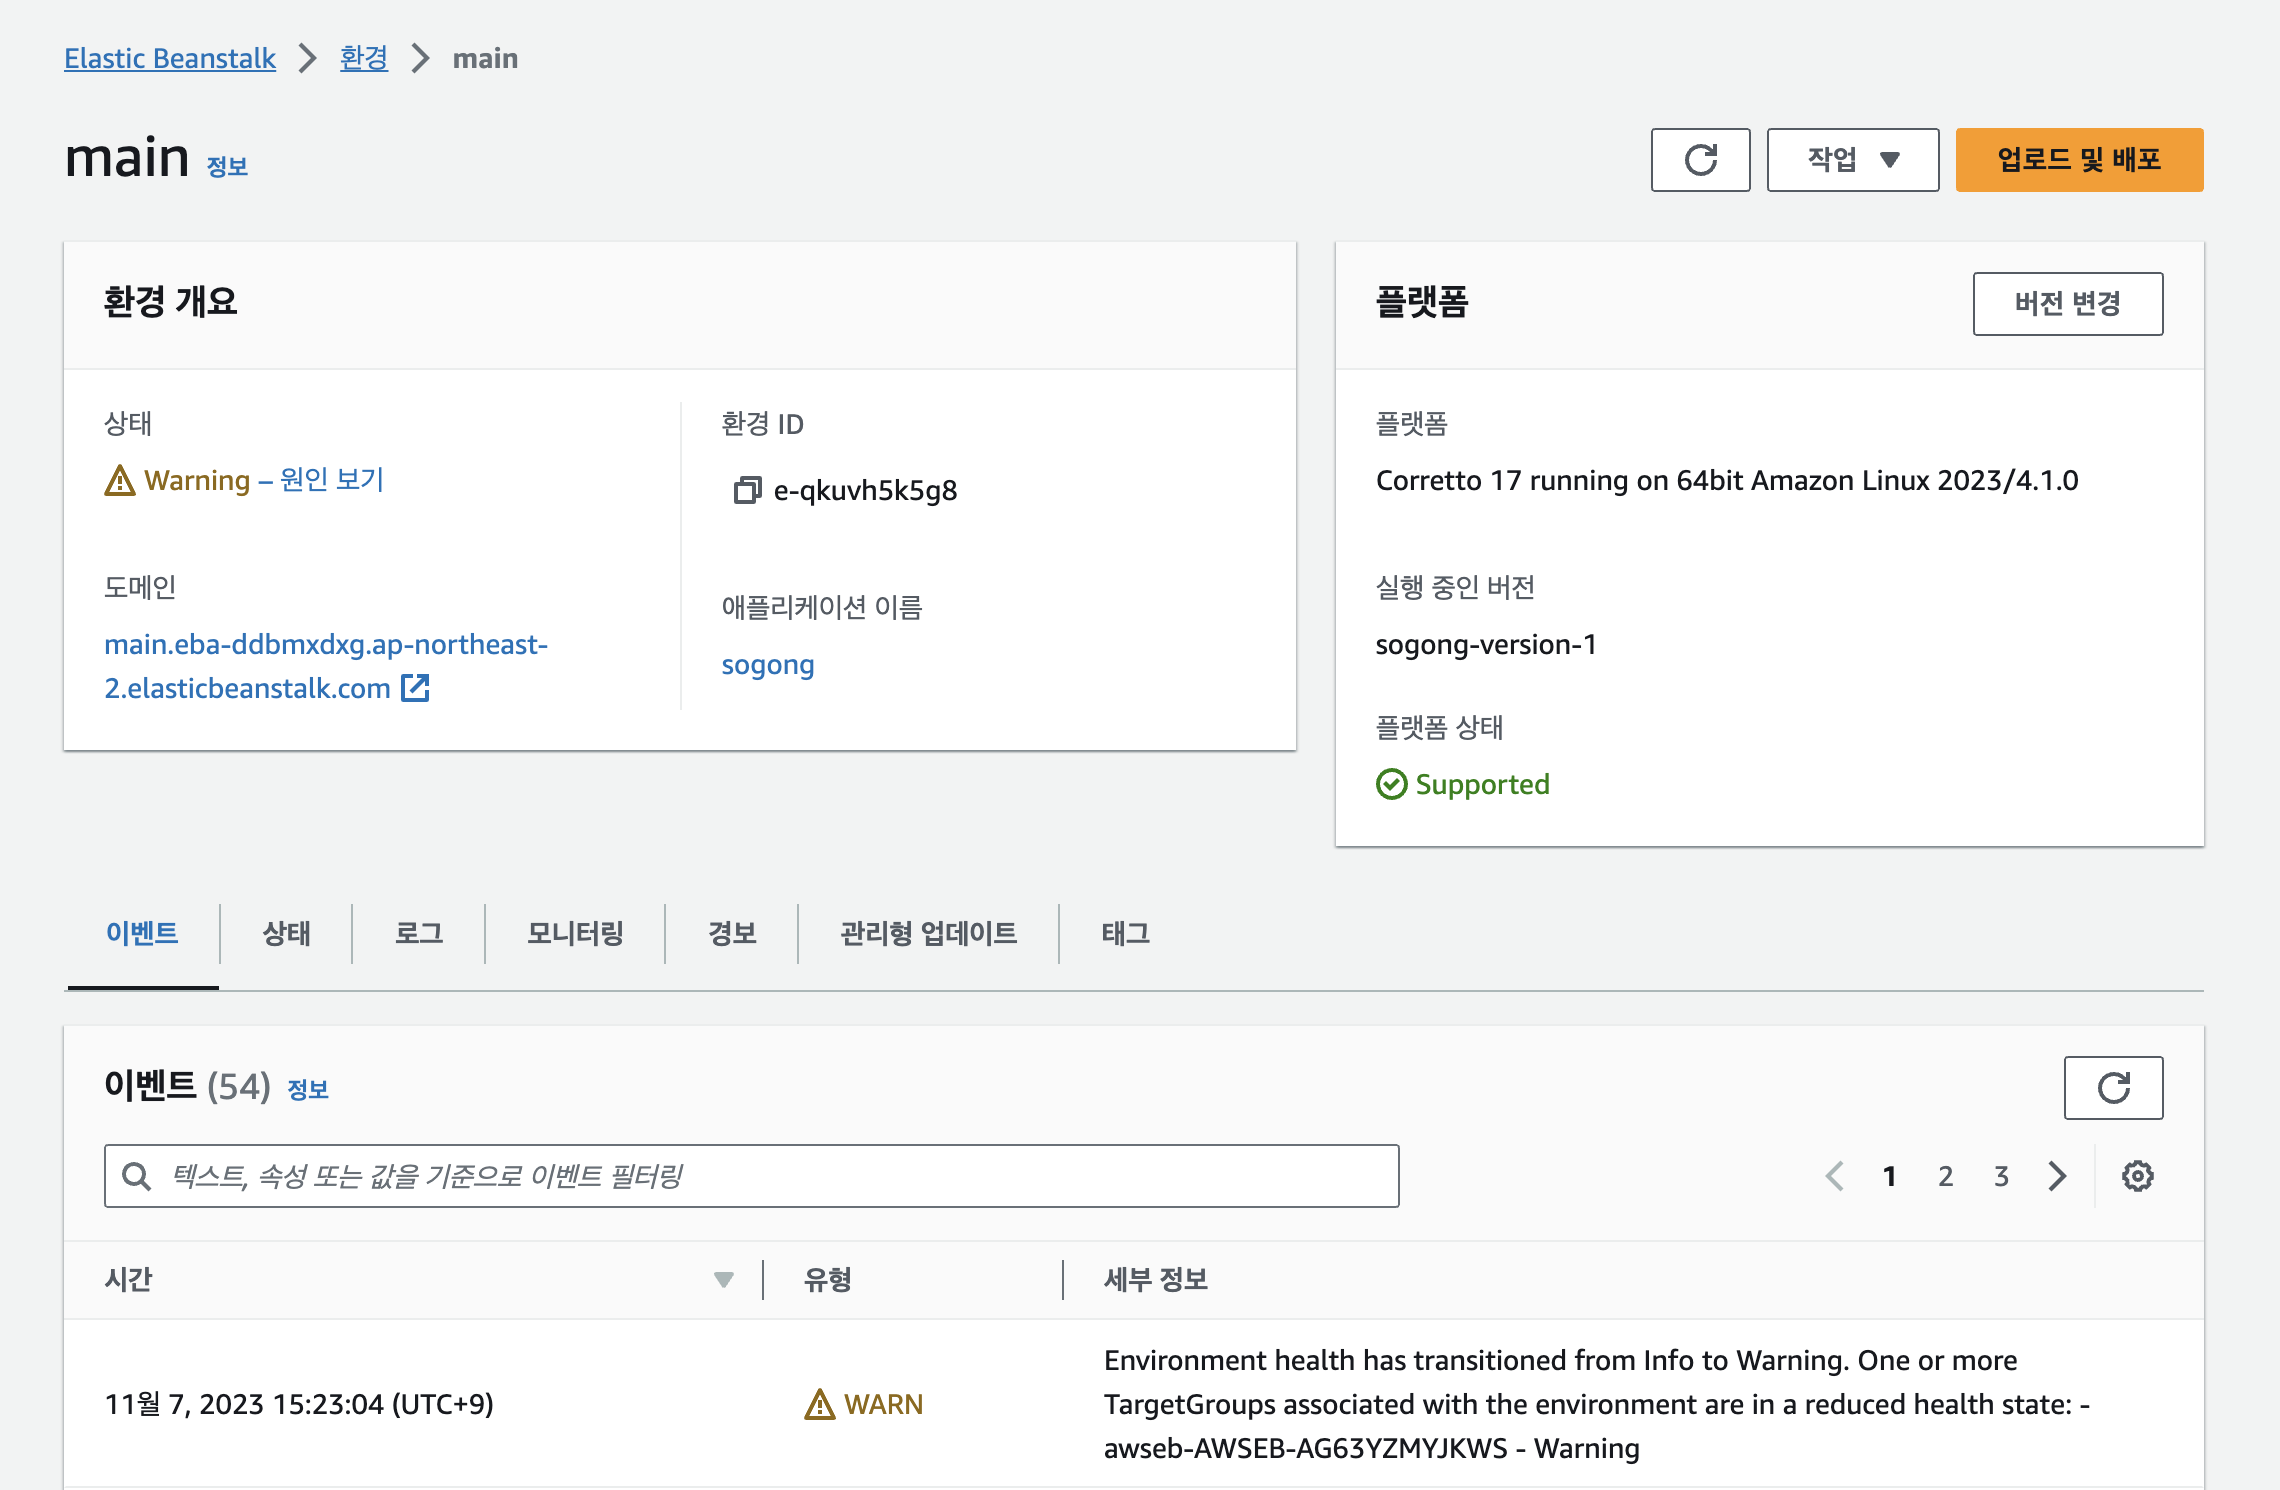 Elastic Beanstalk > 환경 > main
main 정보
작업 ▼
업로드 및 배포
환경 개요
상태
Warning – 원인 보기
도메인
main.eba-ddbmxdxg.ap-northeast-
2.elasticbeanstalk.com
환경 ID
e-qkuvh5k5g8
애플리케이션 이름
sogong
플랫폼
버전 변경
플랫폼
Corretto 17 running on 64bit Amazon Linux 2023/4.1.0
실행 중인 버전
sogong-version-1
플랫폼 상태
Supported
이벤트 상태 로그 모니터링 경보 관리형 업데이트 태그
이벤트 (54) 정보
텍스트, 속성 또는 값을 기준으로 이벤트 필터링
1 2 3
시간 유형 세부 정보
11월 7, 2023 15:23:04 (UTC+9)
WARN
Environment health has transitioned from Info to Warning. One or more
TargetGroups associated with the environment are in a reduced health state: -
awseb-AWSEB-AG63YZMYJKWS - Warning